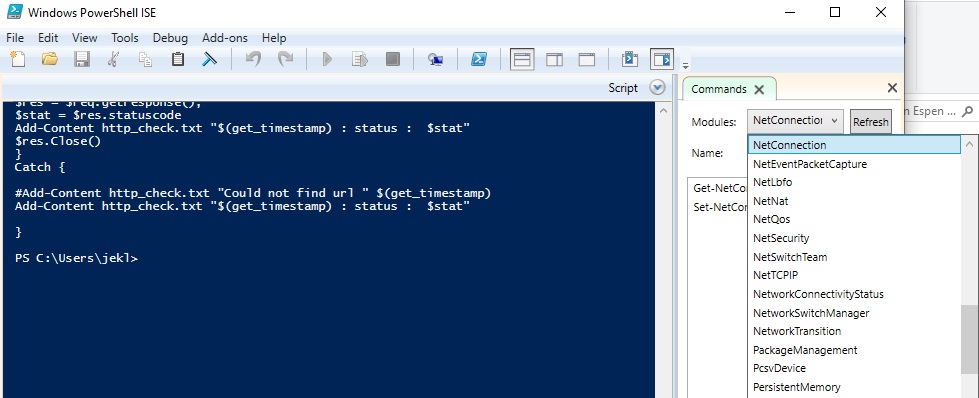 Windows PowerShell ISE
File Edit View Tools Debug Add-ons Help
Script
$res = $req.getresponse();
$stat = $res.statuscode
Add-Content http_check.txt "$(get_timestamp) : status :  $stat"
$res.Close()
}
Catch {
#Add-Content http_check.txt "Could not find url " $(get_timestamp)
Add-Content http_check.txt "$(get_timestamp) : status :  $stat"
}
PS C:\Users\jekl>
Commands
Modules: NetConnection Refresh
Name:
Get-NetCon
Set-NetCon
NetConnection
NetEventPacketCapture
NetLbfo
NetNat
NetQos
NetSecurity
NetSwitchTeam
NetTCPIP
NetworkConnectivityStatus
NetworkSwitchManager
NetworkTransition
PackageManagement
PcsvDevice
PersistentMemory
n Espen ...